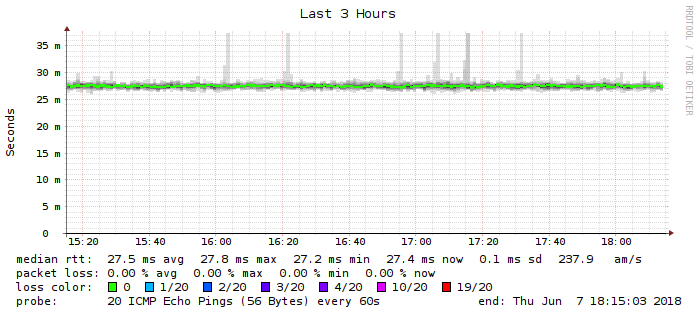 Last 3 Hours
RRDTOOL / TOBI OETIKER
Seconds
35 m
30 m
25 m
20 m
15 m
10 m
5 m
0
15:20 15:40 16:00 16:20 16:40 17:00 17:20 17:40 18:00
median rtt: 27.5 ms avg 27.8 ms max 27.2 ms min 27.4 ms now 0.1 ms sd 237.9 am/s
packet loss: 0.00 % avg 0.00 % max 0.00 % min 0.00 % now
loss color: 0 1/20 2/20 3/20 4/20 10/20 19/20
probe: 20 ICMP Echo Pings (56 Bytes) every 60s end: Thu Jun 7 18:15:03 2018